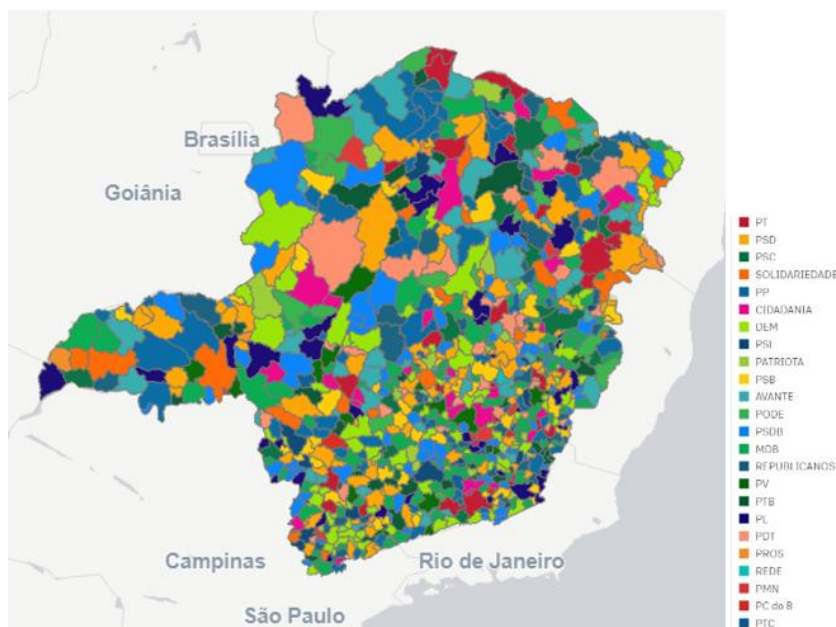 Brasília
Goiânia
Campinas
Rio de Janeiro
São Paulo
PT
PSD
PSC
SOLIDARIEDADE
PP
CIDADANIA
DEM
PSL
PATRIOTA
PSB
AVANTE
PODE
PSDB
MDB
REPUBLICANOS
PV
PTB
PL
PDT
PROS
REDE
PMN
PC do B
PTC